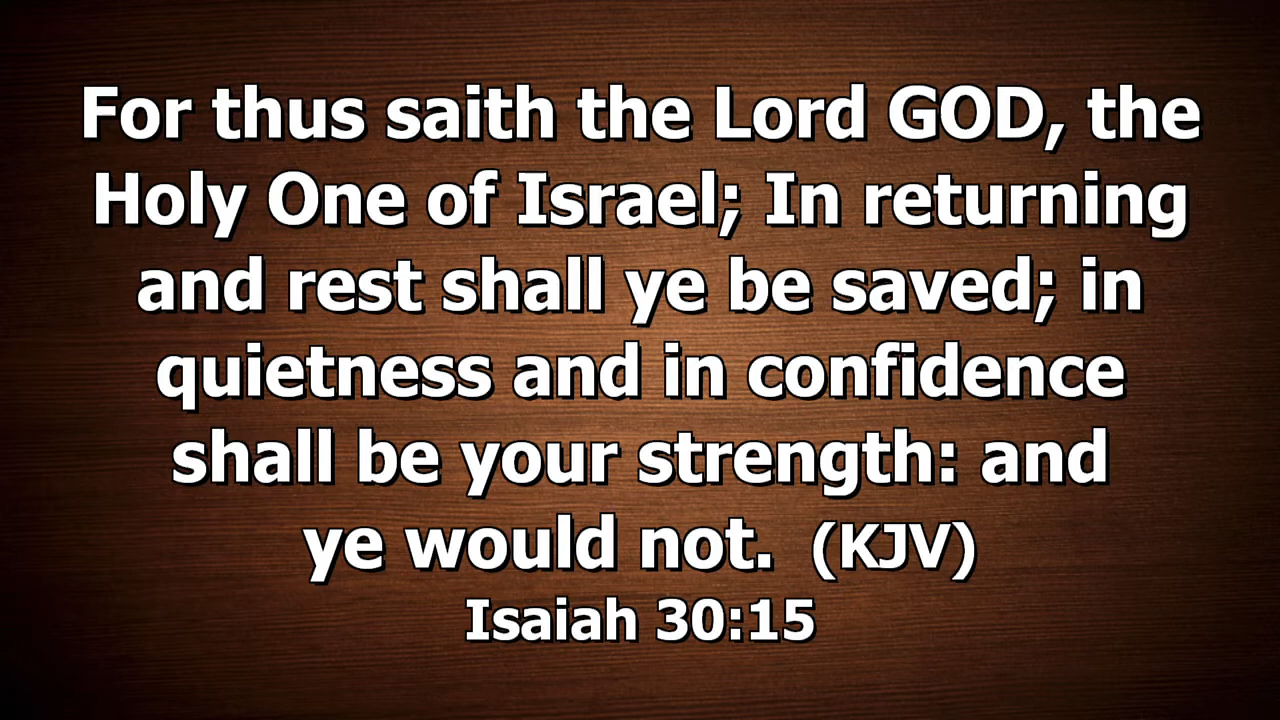 For thus saith the Lord GOD, the
Holy One of Israel; In returning
and rest shall ye be saved; in
quietness and in confidence
shall be your strength: and
ye would not. (KJV)
Isaiah 30:15